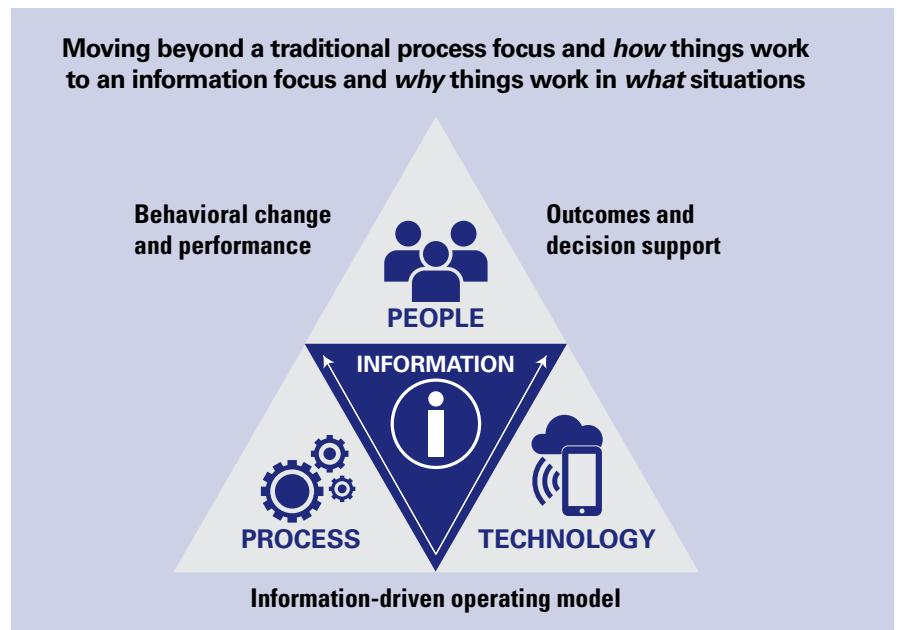 Moving beyond a traditional process focus and how things work
to an information focus and why things work in what situations
Behavioral change
and performance
Outcomes and
decision support
PEOPLE
INFORMATION
i
PROCESS
TECHNOLOGY
Information-driven operating model